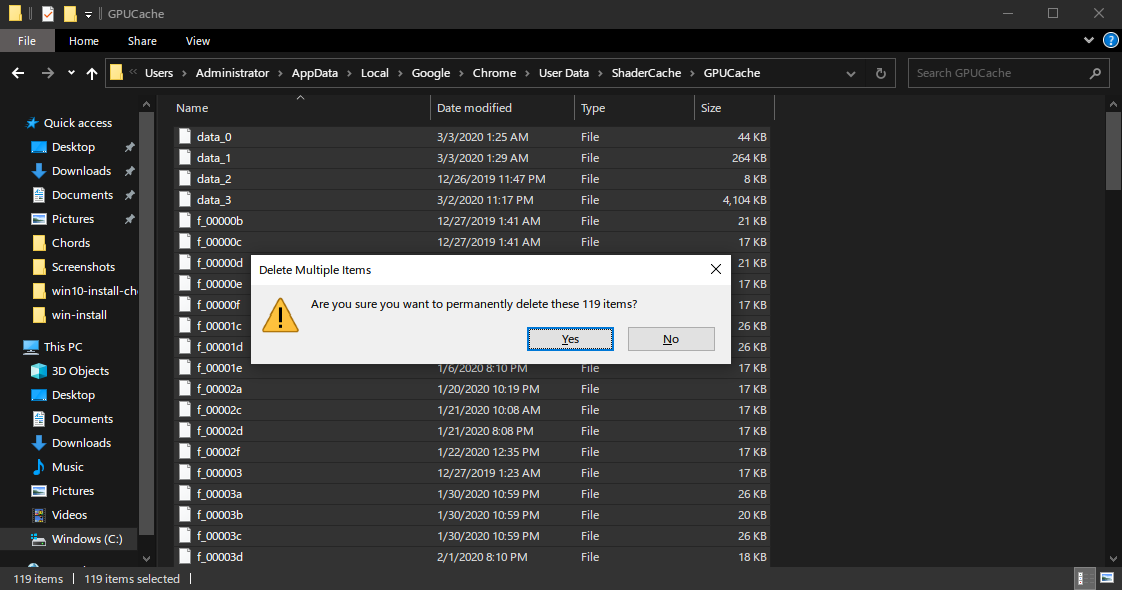 GPUCache
File Home Share View
Users Administrator AppData Local Google Chrome User Data ShaderCache GPUCache
Search GPUCache
Name Date modified Type Size
Quick access
Desktop
Downloads
Documents
Pictures
Chords
Screenshots
win10-install-ch
win-install
This PC
3D Objects
Desktop
Documents
Downloads
Music
Pictures
Videos
Windows (C:)
data_0 3/3/2020 1:25 AM File 44 KB
data_1 3/3/2020 1:29 AM File 264 KB
data_2 12/26/2019 11:47 PM File 8 KB
data_3 3/2/2020 11:17 PM File 4,104 KB
f_00000b 12/27/2019 1:41 AM File 21 KB
f_00000c 12/27/2019 1:41 AM File 17 KB
f_00000d 21 KB
f_00000e 17 KB
f_00000f 17 KB
f_00001c 26 KB
f_00001d 26 KB
f_00001e 1/6/2020 8:10 PM File 17 KB
f_00002a 1/20/2020 10:19 PM File 17 KB
f_00002c 1/21/2020 10:08 AM File 17 KB
f_00002d 1/21/2020 8:08 PM File 17 KB
f_00002f 1/22/2020 12:35 PM File 17 KB
f_000003 12/27/2019 1:23 AM File 17 KB
f_00003a 1/30/2020 10:59 PM File 26 KB
f_00003b 1/30/2020 10:59 PM File 20 KB
f_00003c 1/30/2020 10:59 PM File 26 KB
f_00003d 2/1/2020 8:10 PM File 18 KB
Delete Multiple Items
Are you sure you want to permanently delete these 119 items?
Yes No
119 items 119 items selected